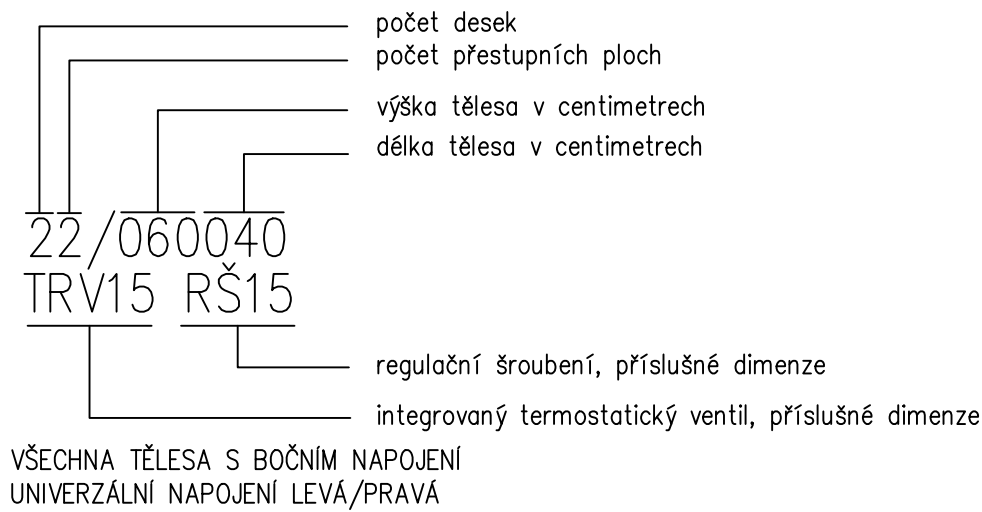 počet desek
počet přestupních ploch
výška tělesa v centimetrech
délka tělesa v centimetrech
22/060040
TRV15 RŠ15
regulační šroubení, příslušné dimenze
integrovaný termostatický ventil, příslušné dimenze
VŠECHNA TĚLESA S BOČNÍM NAPOJENÍ
UNIVERZÁLNÍ NAPOJENÍ LEVÁ/PRAVÁ